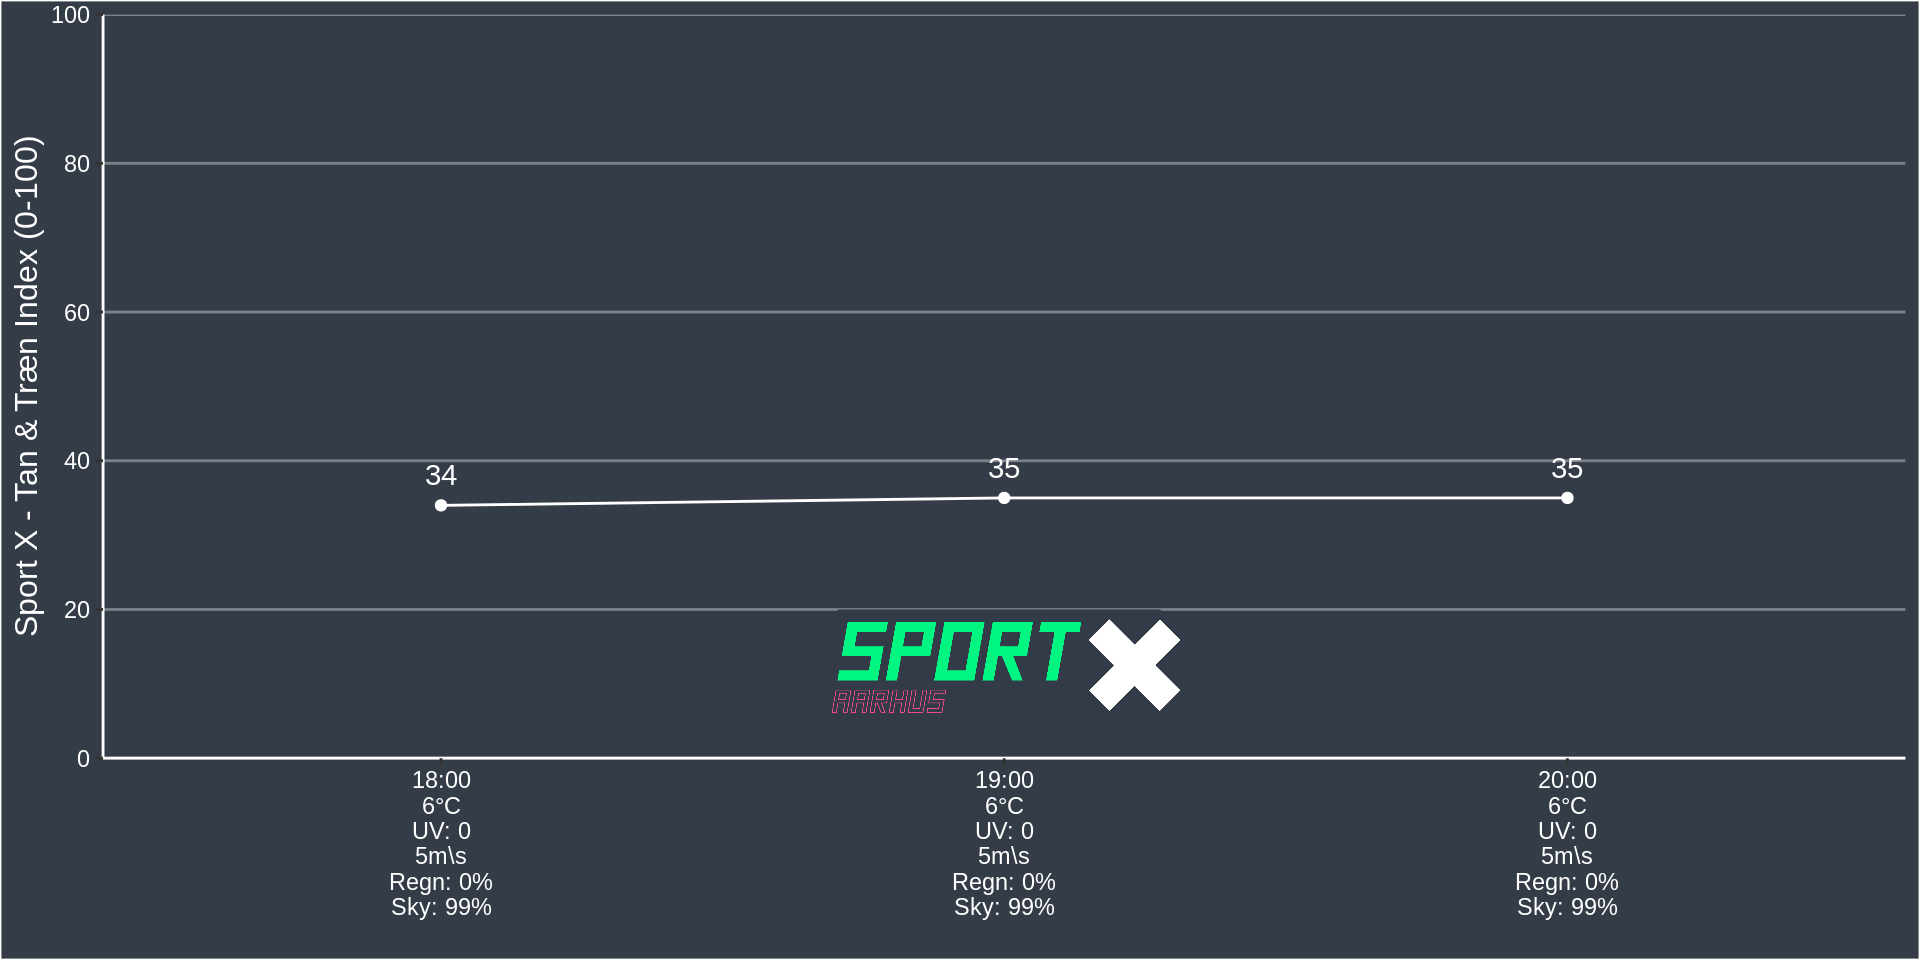 Sport X - Tan & Træn Index (0-100)
100
80
60
40
20
0
34
35
35
SPORT X
AARHUS
18:00
6°C
UV: 0
5m\s
Regn: 0%
Sky: 99%
19:00
6°C
UV: 0
5m\s
Regn: 0%
Sky: 99%
20:00
6°C
UV: 0
5m\s
Regn: 0%
Sky: 99%